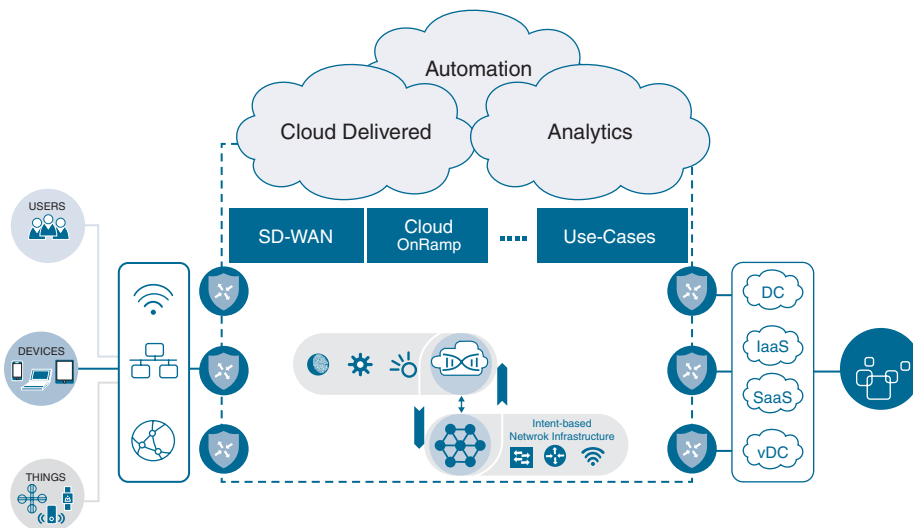 Automation
Cloud Delivered
Analytics
USERS
SD-WAN
Cloud
OnRamp
Use-Cases
DC
DEVICES
IaaS
SaaS
Intent-based
Netwrok Infrastructure
vDC
THINGS